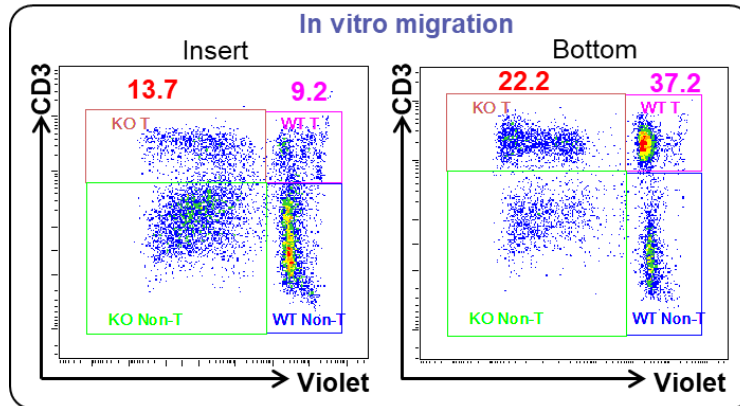 In vitro migration
Insert
Bottom
CD3
13.7
9.2
KO T
WT T
KO Non-T
WT Non-T
Violet
CD3
22.2
37.2
KO T
WT T
KO Non-T
WT Non-T
Violet